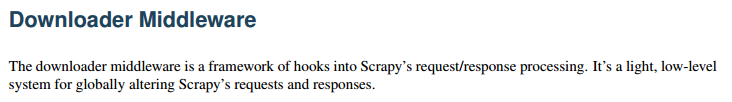 Downloader Middleware
The downloader middleware is a framework of hooks into Scrapy’s request/response processing. It’s a light, low-level
system for globally altering Scrapy’s requests and responses.